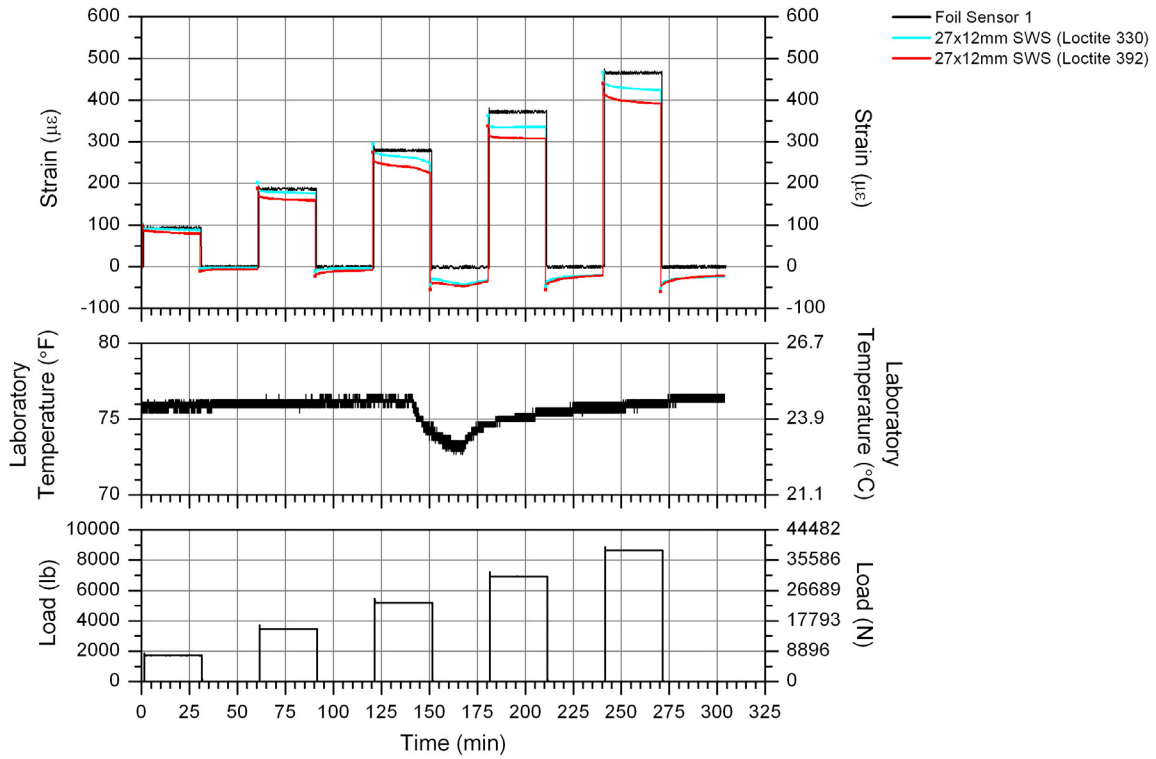 Foil Sensor 1
27x12mm SWS (Loctite 330)
27x12mm SWS (Loctite 392)
Strain (με)
600
500
400
300
200
100
0
-100
600
500
400
300
200
100
0
-100
Strain (με)
Laboratory
Temperature (°F)
80
75
70
26.7
23.9
21.1
Laboratory
Temperature (°C)
Load (lb)
10000
8000
6000
4000
2000
0
44482
35586
26689
17793
8896
0
Load (N)
0 25 50 75 100 125 150 175 200 225 250 275 300 325
Time (min)